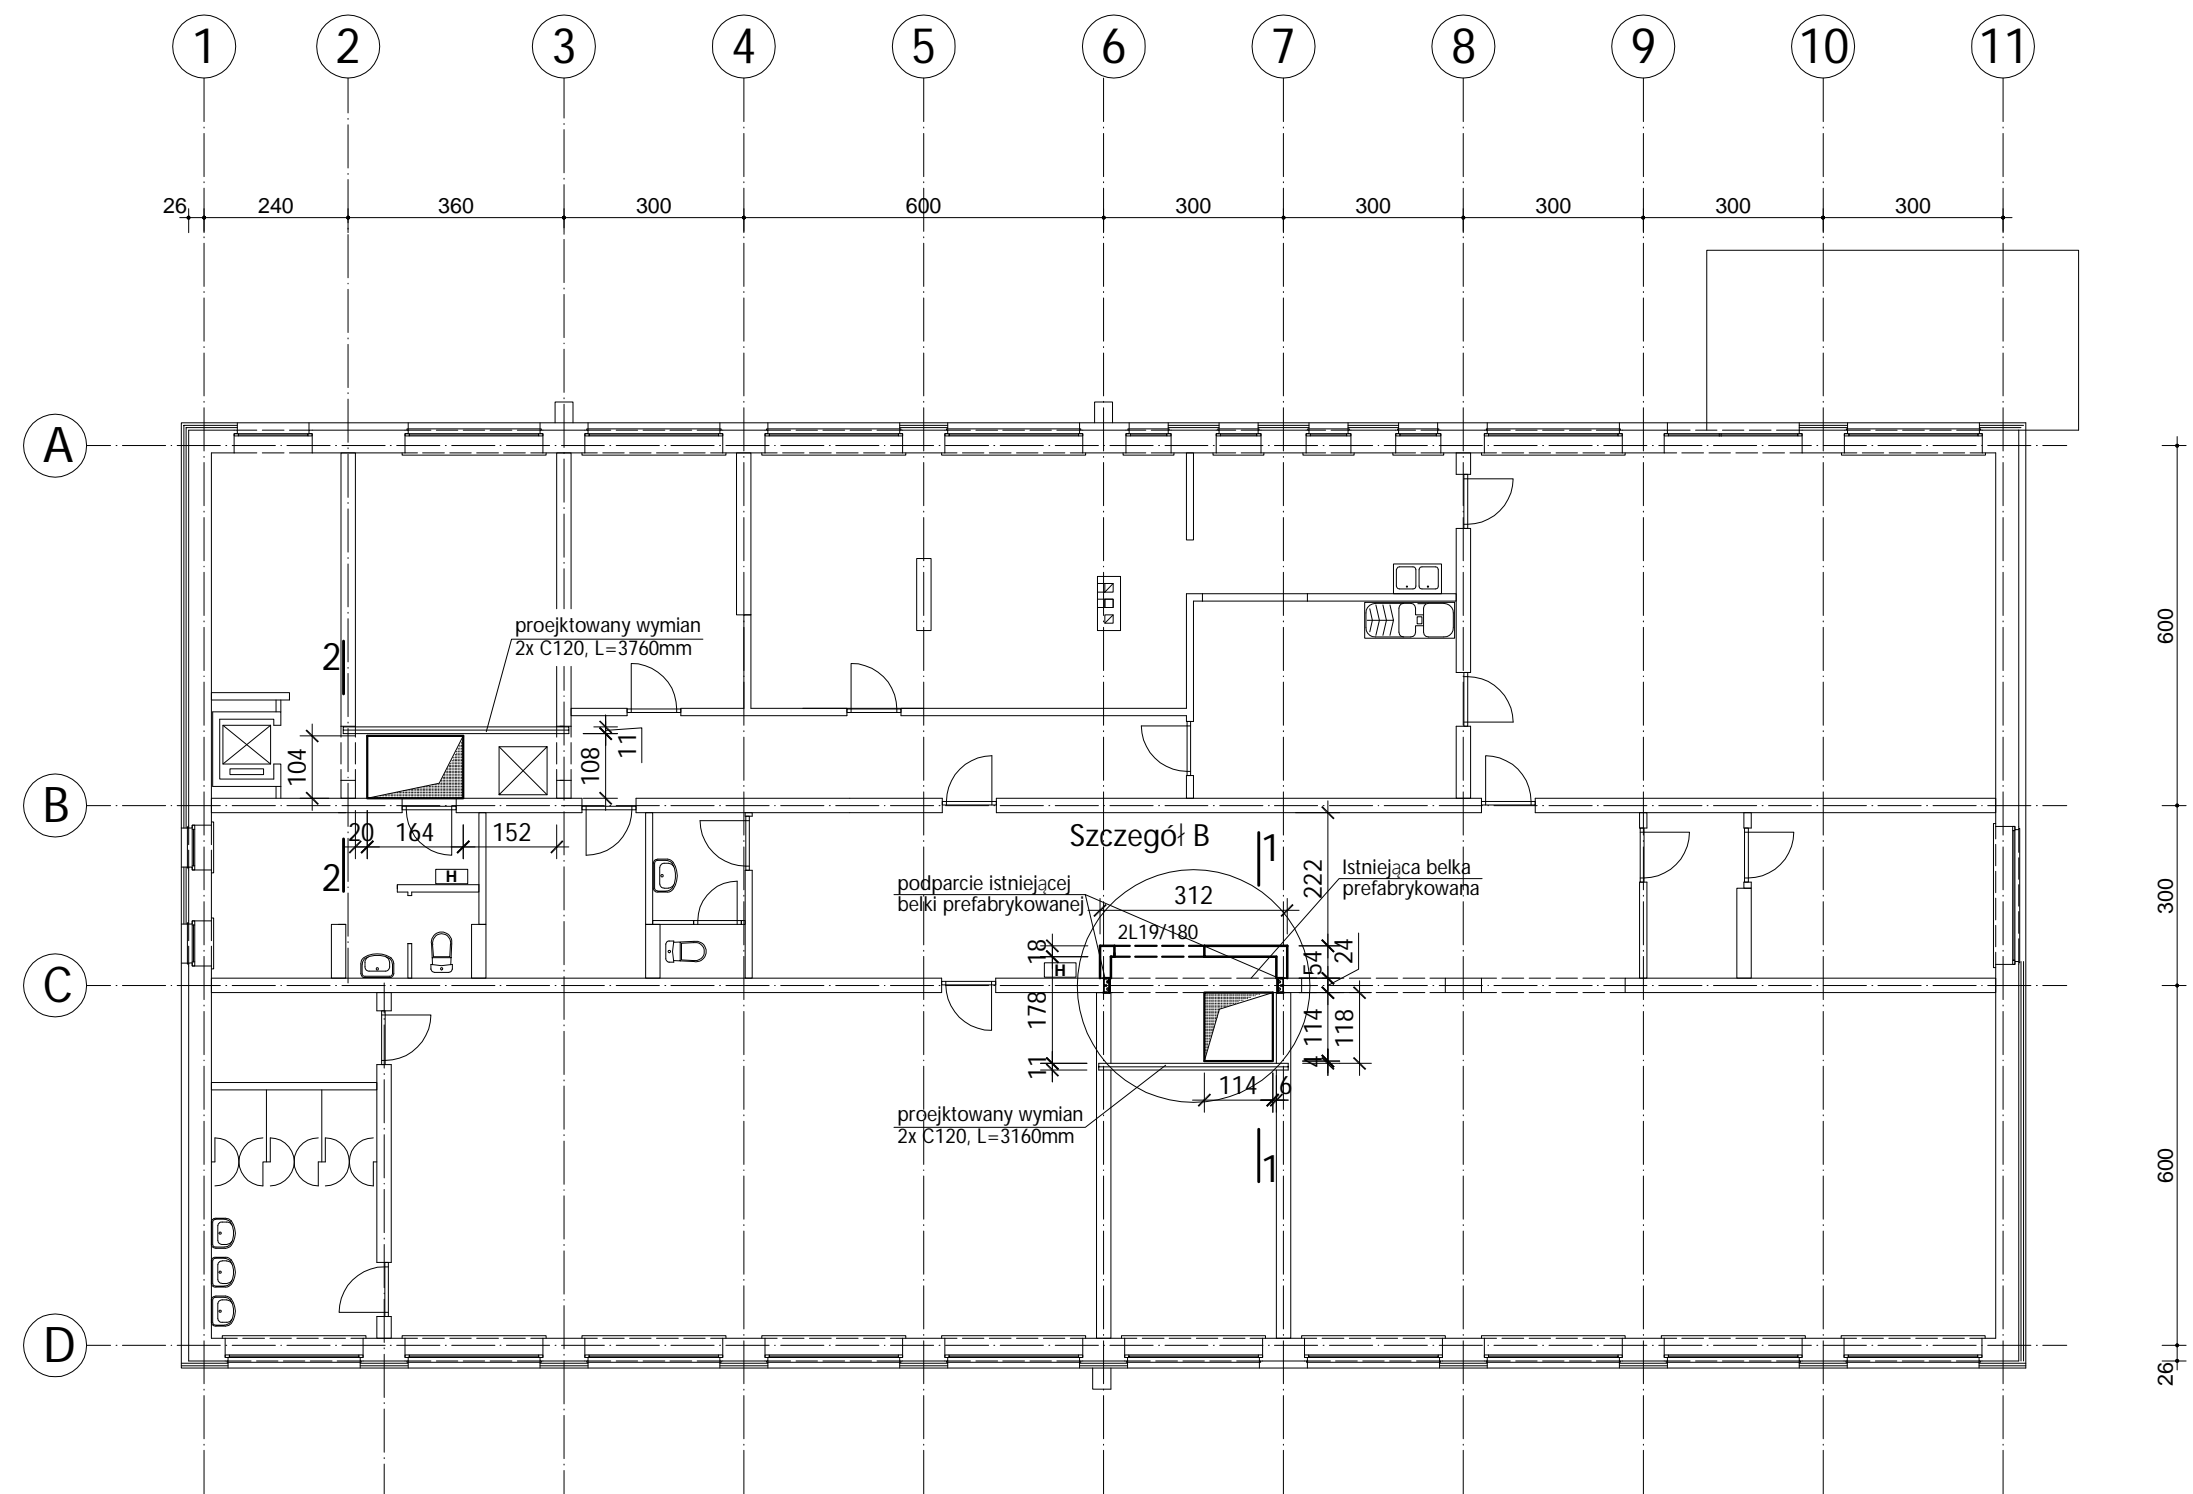 1 2 3 4 5 6 7 8 9 10 11
26 240 360 300 600 300 300 300 300 300
A
600
proejktowany wymian
2x C120, L=3760mm
2
11
104
108
B
20 164 152
Szczegół B
1
2
H
222
Istniejąca belka
prefabrykowana
podparcie istniejącej
belki prefabrykowanej
312
300
2L19/180
18
24
54
H
C
178
114
118
11
4
114
6
proejktowany wymian
2x C120, L=3160mm
1
600
D
26